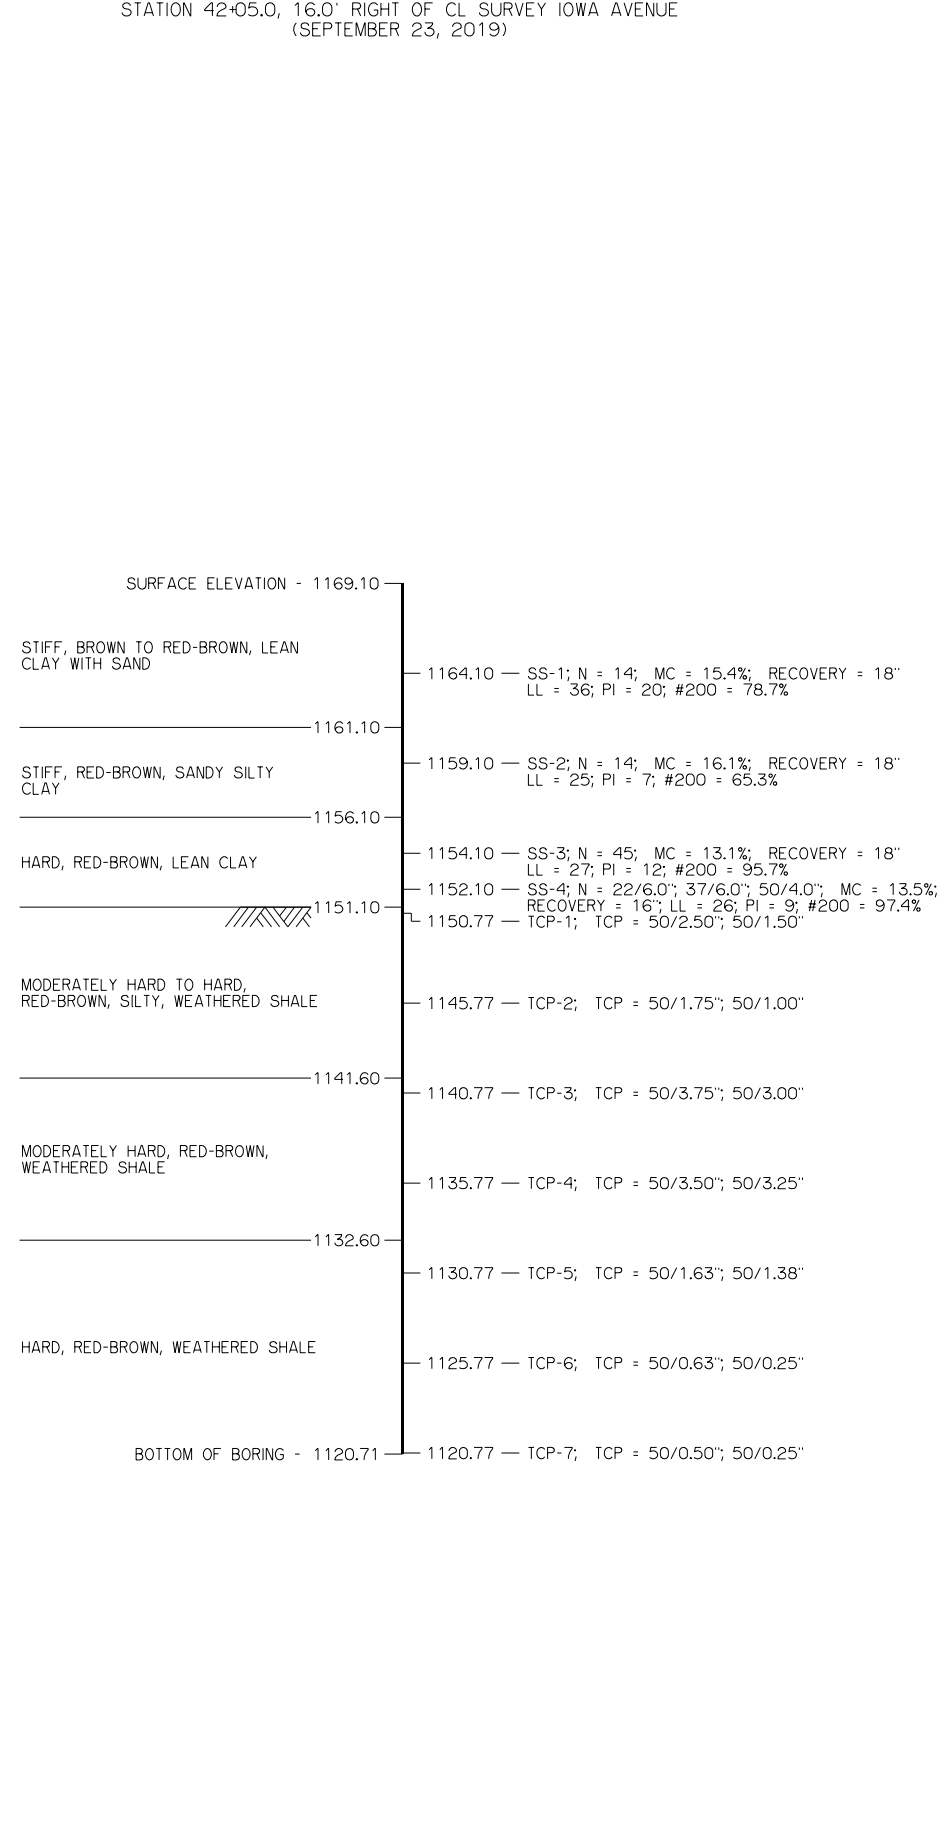 STATION 42+05.0, 16.0' RIGHT OF CL SURVEY IOWA AVENUE
(SEPTEMBER 23, 2019)
SURFACE ELEVATION - 1169.10
STIFF, BROWN TO RED-BROWN, LEAN
CLAY WITH SAND
1164.10 — SS-1; N = 14; MC = 15.4%; RECOVERY = 18"
LL = 36; PI = 20; #200 = 78.7%
1161.10
1159.10 — SS-2; N = 14; MC = 16.1%; RECOVERY = 18"
LL = 25; PI = 7; #200 = 65.3%
STIFF, RED-BROWN, SANDY SILTY
CLAY
1156.10
1154.10 — SS-3; N = 45; MC = 13.1%; RECOVERY = 18"
LL = 27; PI = 12; #200 = 95.7%
HARD, RED-BROWN, LEAN CLAY
1152.10 — SS-4; N = 22/6.0"; 37/6.0"; 50/4.0"; MC = 13.5%;
RECOVERY = 16"; LL = 26; PI = 9; #200 = 97.4%
1151.10
1150.77 — TCP-1; TCP = 50/2.50"; 50/1.50"
MODERATELY HARD TO HARD,
RED-BROWN, SILTY, WEATHERED SHALE
1145.77 — TCP-2; TCP = 50/1.75"; 50/1.00"
1141.60
1140.77 — TCP-3; TCP = 50/3.75"; 50/3.00"
MODERATELY HARD, RED-BROWN,
WEATHERED SHALE
1135.77 — TCP-4; TCP = 50/3.50"; 50/3.25"
1132.60
1130.77 — TCP-5; TCP = 50/1.63"; 50/1.38"
HARD, RED-BROWN, WEATHERED SHALE
1125.77 — TCP-6; TCP = 50/0.63"; 50/0.25"
BOTTOM OF BORING - 1120.71
1120.77 — TCP-7; TCP = 50/0.50"; 50/0.25"